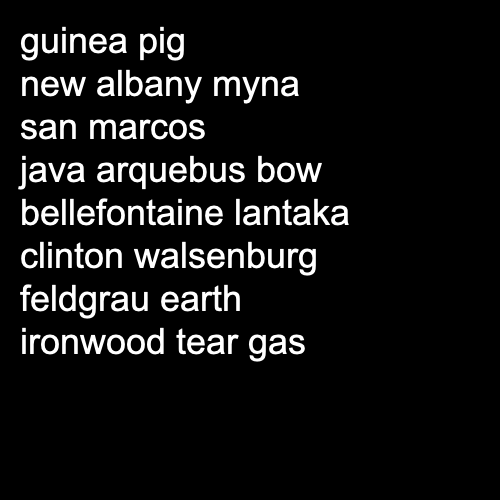 guinea pig
new albany myna
san marcos
java arquebus bow
bellefontaine lantaka
clinton walsenburg
feldgrau earth
ironwood tear gas